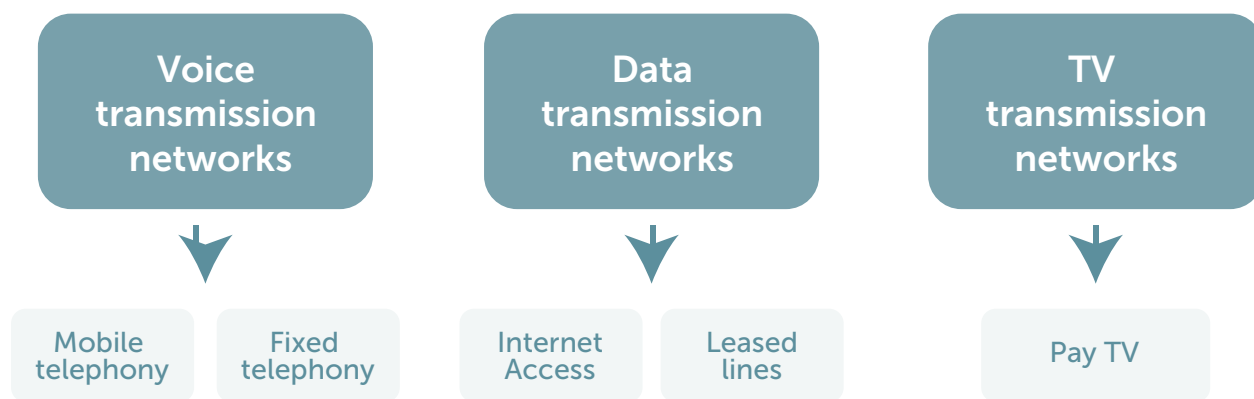 Voice
transmission
networks
Data
transmission
networks
TV
transmission
networks
Mobile
telephony
Fixed
telephony
Internet
Access
Leased
lines
Pay TV